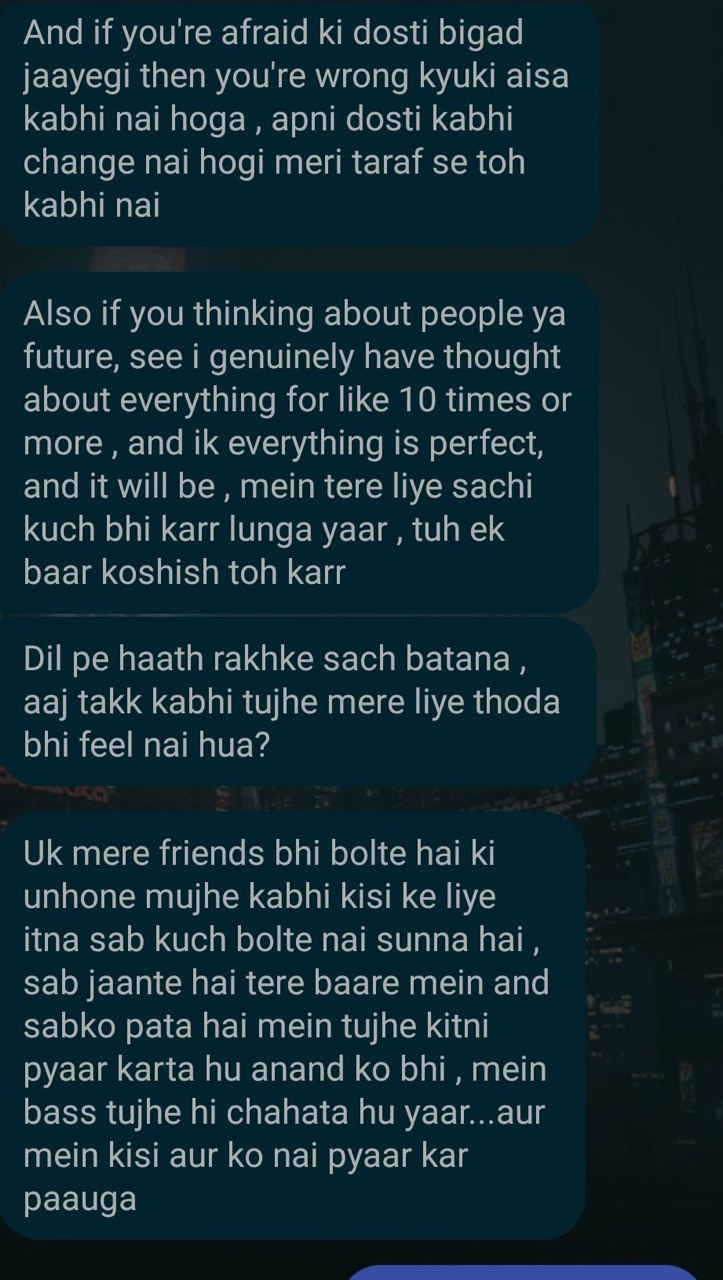 And if you're afraid ki dosti bigad
jaayegi then you're wrong kyuki aisa
kabhi nai hoga , apni dosti kabhi
change nai hogi meri taraf se toh
kabhi nai
Also if you thinking about people ya
future, see i genuinely have thought
about everything for like 10 times or
more , and ik everything is perfect,
and it will be , mein tere liye sachi
kuch bhi karr lunga yaar , tuh ek
baar koshish toh karr
Dil pe haath rakhke sach batana ,
aaj takk kabhi tujhe mere liye thoda
bhi feel nai hua?
Uk mere friends bhi bolte hai ki
unhone mujhe kabhi kisi ke liye
itna sab kuch bolte nai sunna hai ,
sab jaante hai tere baare mein and
sabko pata hai mein tujhe kitni
pyaar karta hu anand ko bhi , mein
bass tujhe hi chahata hu yaar...aur
mein kisi aur ko nai pyaar kar
paauga